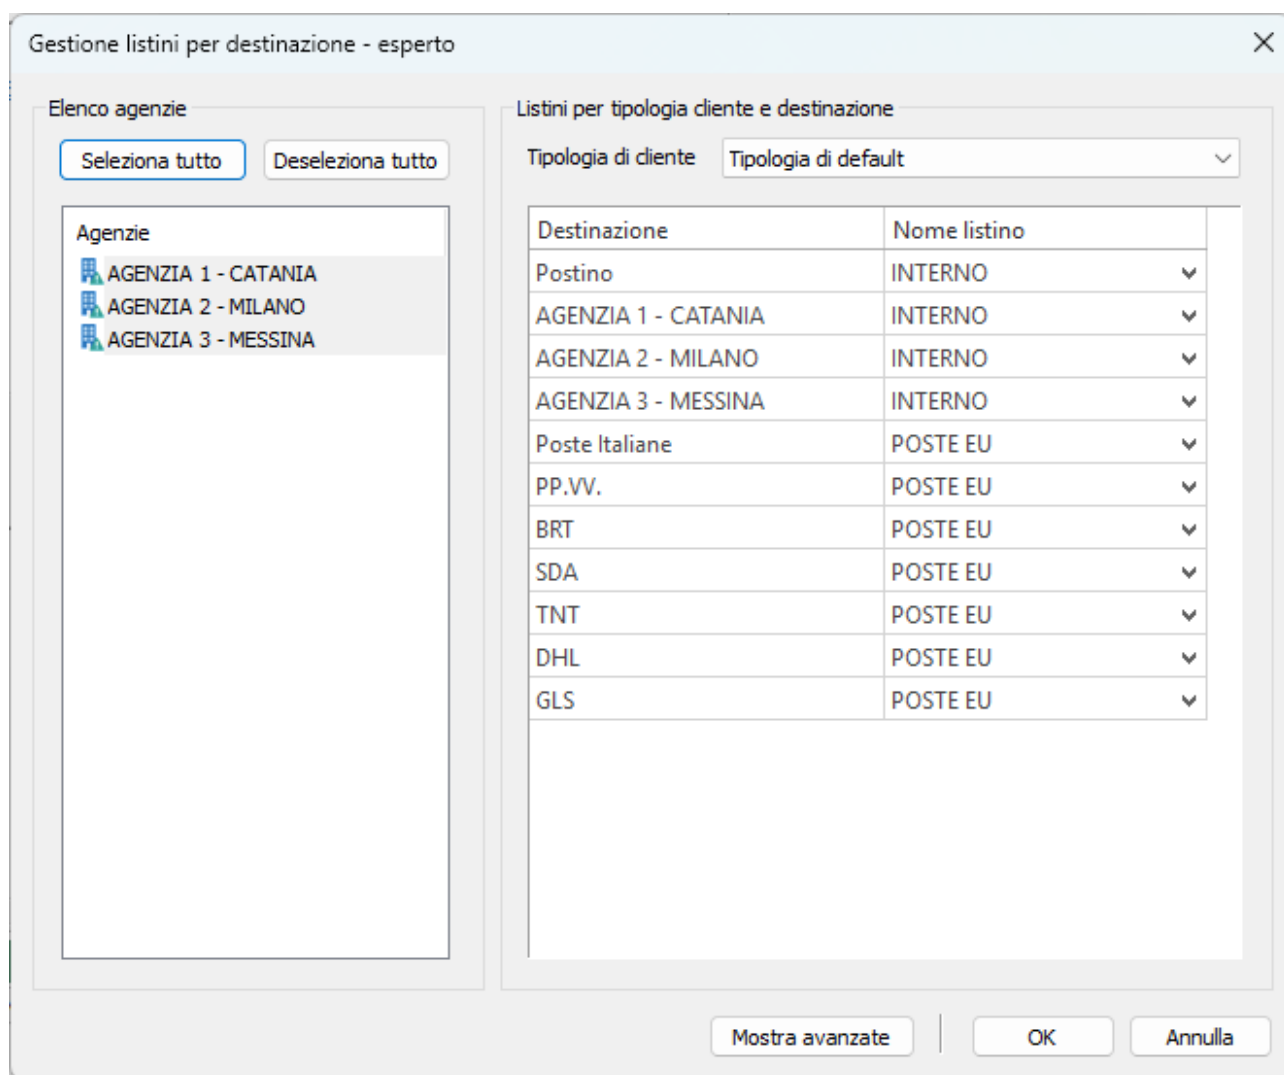 Gestione listini per destinazione - esperto
Elenco agenzie
Seleziona tutto
Deseleziona tutto
Agenzie
AGENZIA 1 - CATANIA
AGENZIA 2 - MILANO
AGENZIA 3 - MESSINA
Listini per tipologia cliente e destinazione
Tipologia di cliente Tipologia di default
Destinazione Nome listino
Postino INTERNO
AGENZIA 1 - CATANIA INTERNO
AGENZIA 2 - MILANO INTERNO
AGENZIA 3 - MESSINA INTERNO
Poste Italiane POSTE EU
PP.VV. POSTE EU
BRT POSTE EU
SDA POSTE EU
TNT POSTE EU
DHL POSTE EU
GLS POSTE EU
Mostra avanzate OK Annulla